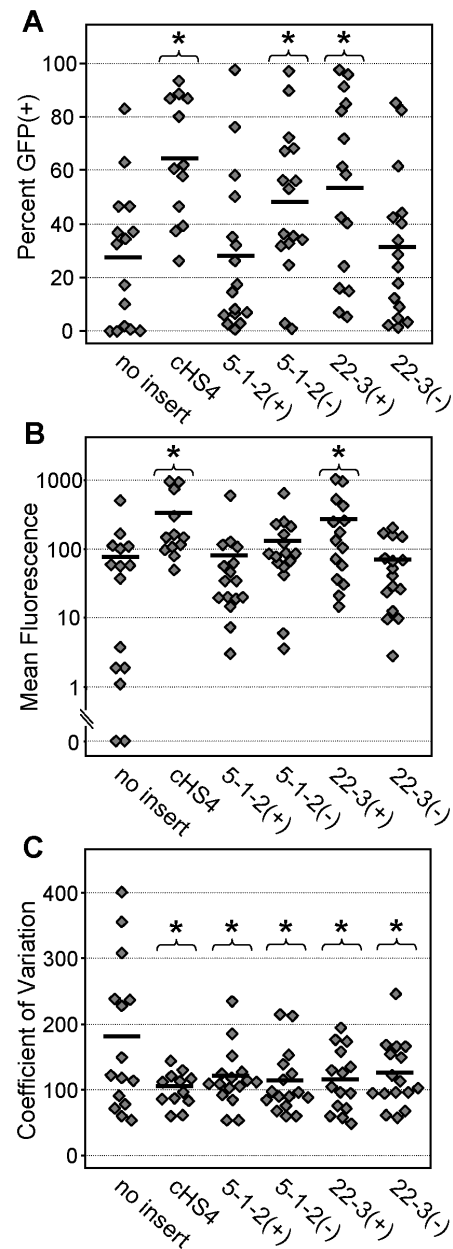 A
* * *
Percent GFP(+)
100
80
60
40
20
0
no insert
cHS4
5-1-2(+)
5-1-2(-)
22-3(+)
22-3(-)
B
* *
Mean Fluorescence
1000
100
10
1
0
no insert
cHS4
5-1-2(+)
5-1-2(-)
22-3(+)
22-3(-)
C
* * * * *
Coefficient of Variation
400
300
200
100
0
no insert
cHS4
5-1-2(+)
5-1-2(-)
22-3(+)
22-3(-)